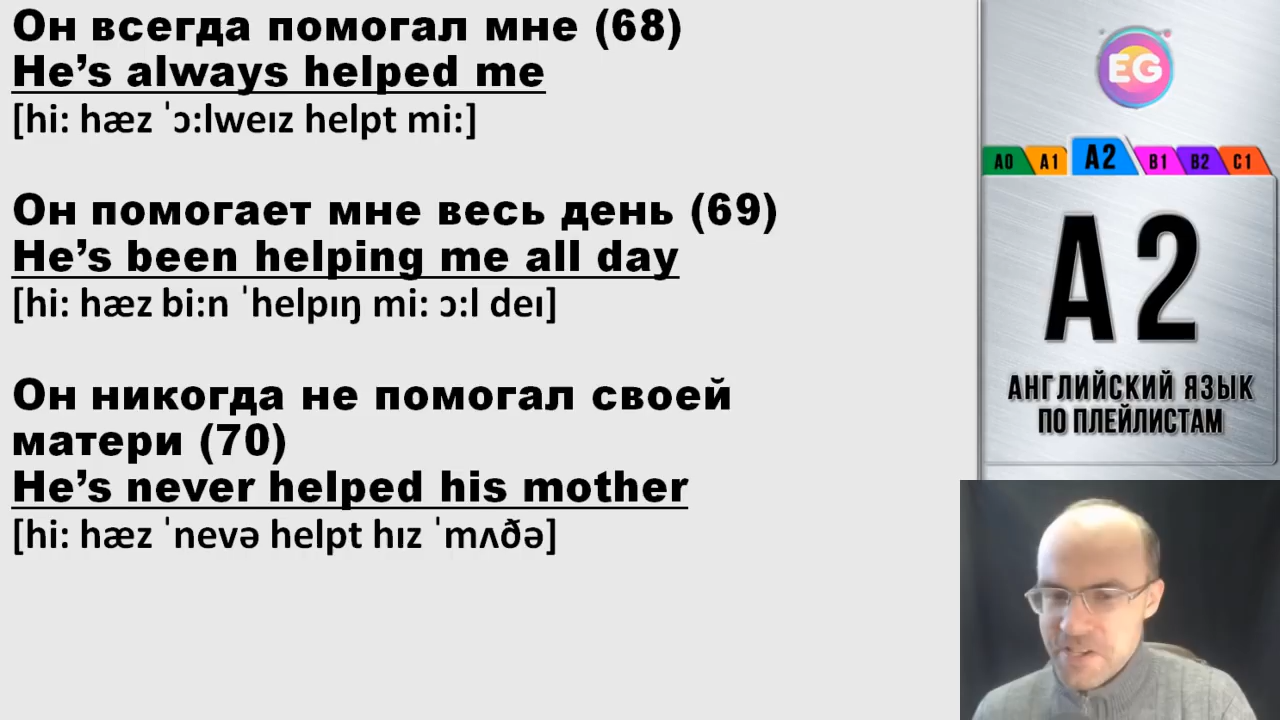 Он всегда помогал мне (68)
He’s always helped me
[hi: hæz ˈɔ:lweɪz helpt mi:]
Он помогает мне весь день (69)
He’s been helping me all day
[hi: hæz bi:n ˈhelpɪŋ mi: ɔ:l deɪ]
Он никогда не помогал своей
матери (70)
He’s never helped his mother
[hi: hæz ˈnevə helpt hɪz ˈmʌðə]
EG
A0 A1 A2 B1 B2 C1
A2
АНГЛИЙСКИЙ ЯЗЫК
ПО ПЛЕЙЛИСТАМ